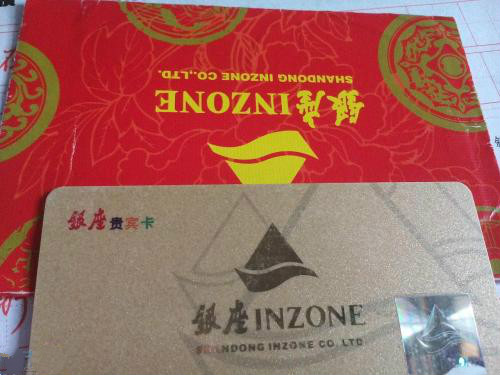 银座INZONE
SHANDONG INZONE CO.,LTD.
银座贵宾卡
银座INZONE
SHANDONG INZONE CO. LTD